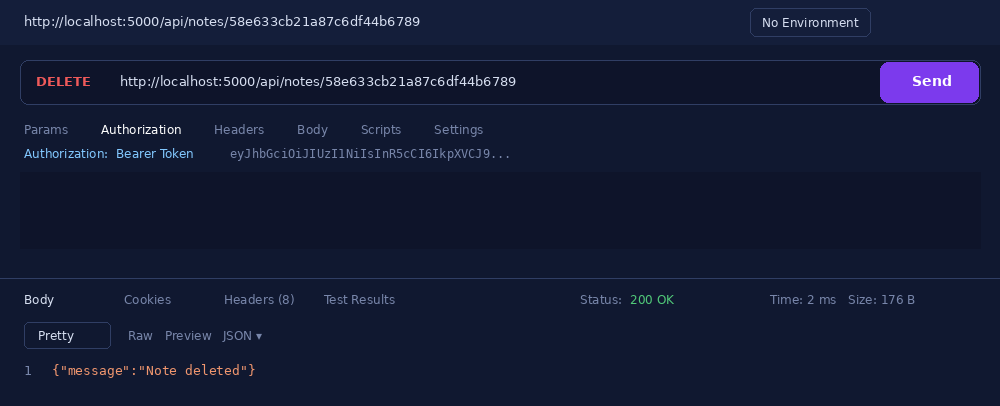 http://localhost:5000/api/notes/58e633cb21a87c6df44b6789 No Environment
DELETE http://localhost:5000/api/notes/58e633cb21a87c6df44b6789 Send
Params Authorization Headers Body Scripts Settings
Authorization: Bearer Token eyJhbGciOiJIUzI1NiIsInR5cCI6IkpXVCJ9...
Body Cookies Headers (8) Test Results Status: 200 OK Time: 2 ms Size: 176 B
Pretty Raw Preview JSON ▾
1 {"message":"Note deleted"}